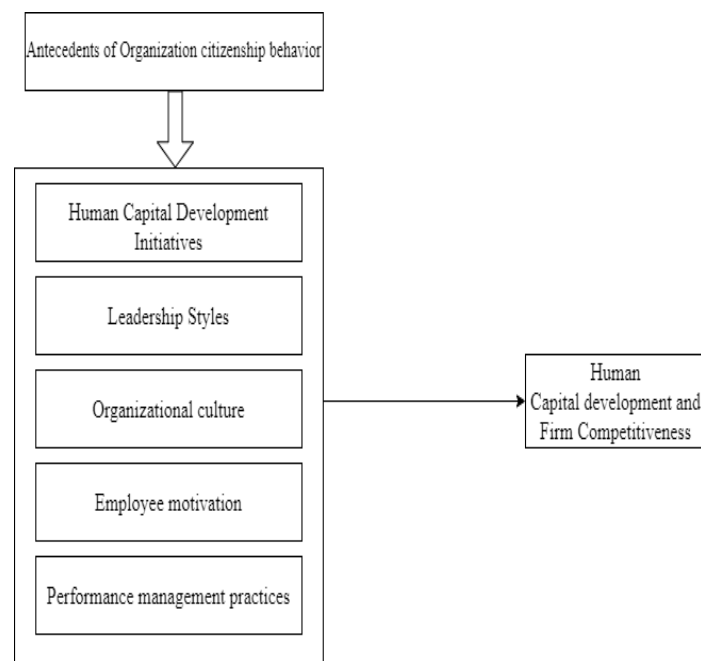 Antecedents of Organization citizenship behavior
Human Capital Development
Initiatives
Leadership Styles
Organizational culture
Employee motivation
Performance management practices
Human
Capital development and
Firm Competitiveness